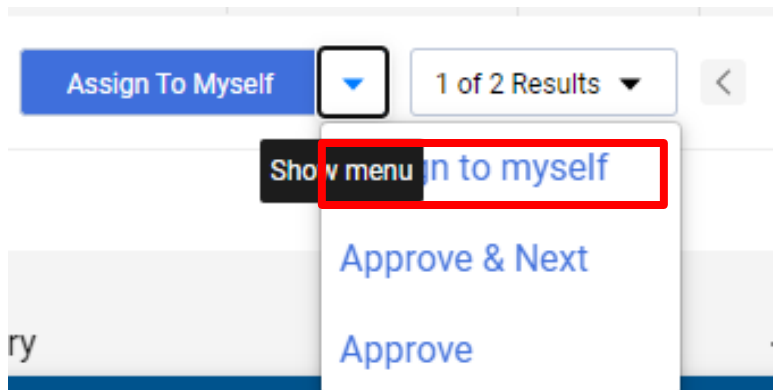 Assign To Myself
1 of 2 Results
Show menu
gn to myself
Approve & Next
ry
Approve